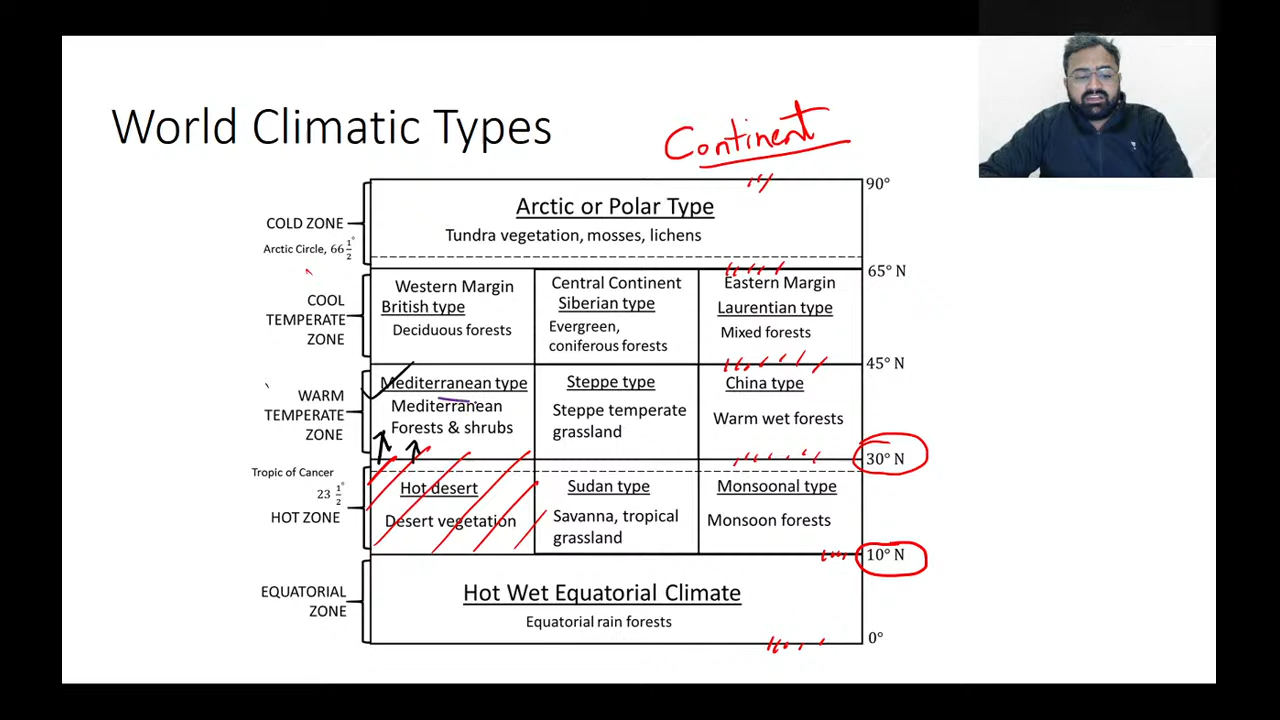 World Climatic Types
Continent
90°
Arctic or Polar Type
COLD ZONE
Tundra vegetation, mosses, lichens
Arctic Circle, 66 1/2°
65° N
Western Margin
British type
Deciduous forests
Central Continent
Siberian type
Evergreen,
coniferous forests
Eastern Margin
Laurentian type
Mixed forests
COOL
TEMPERATE
ZONE
45° N
Mediterranean type
Mediterranean
Forests & shrubs
Steppe type
Steppe temperate
grassland
China type
Warm wet forests
WARM
TEMPERATE
ZONE
30° N
Tropic of Cancer
23 1/2°
HOT ZONE
Hot desert
Desert vegetation
Sudan type
Savanna, tropical
grassland
Monsoonal type
Monsoon forests
10° N
EQUATORIAL
ZONE
Hot Wet Equatorial Climate
Equatorial rain forests
0°